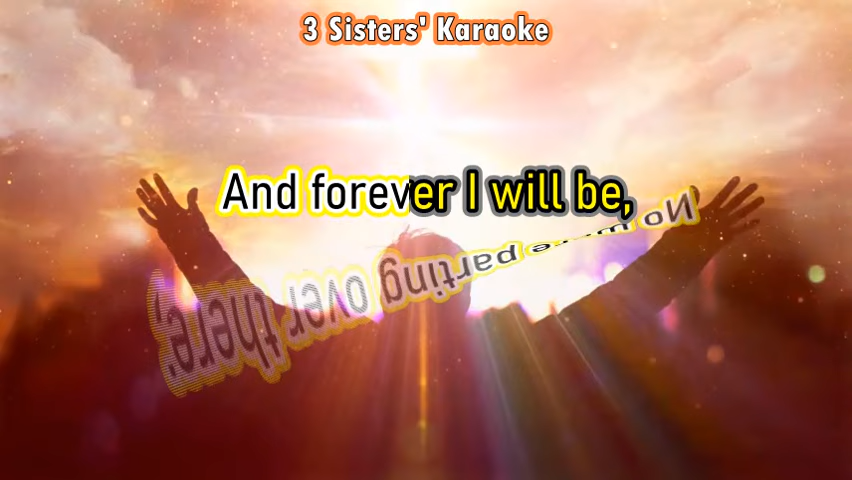 3 Sisters' Karaoke
And forever I will be,
No more parting over there,